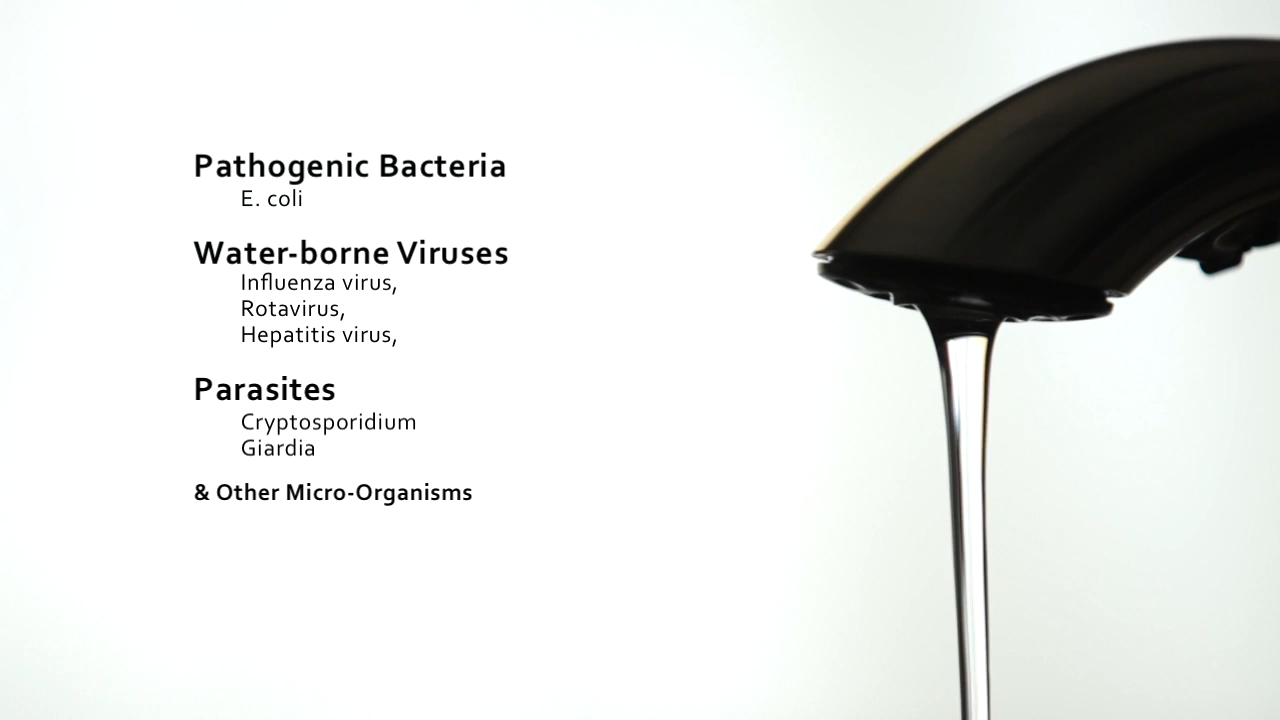 Pathogenic Bacteria
E. coli
Water-borne Viruses
Influenza virus,
Rotavirus,
Hepatitis virus,
Parasites
Cryptosporidium
Giardia
& Other Micro-Organisms